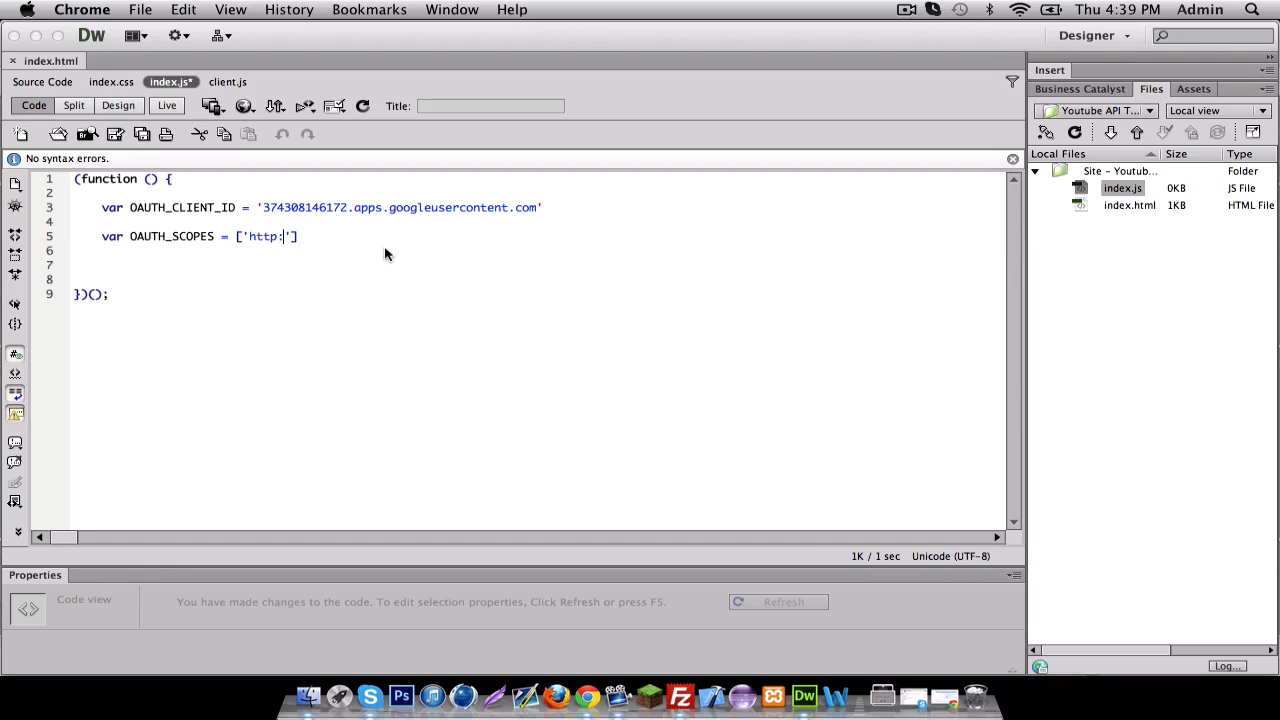 Chrome File Edit View History Bookmarks Window Help Thu 4:39 PM Admin
Dw Designer
index.html
Source Code index.css index.js* client.js
Code Split Design Live Title:
No syntax errors.
1 (function () {
2
3 var OAUTH_CLIENT_ID = '374308146172.apps.googleusercontent.com'
4
5 var OAUTH_SCOPES = ['http:']
6
7
8
9 })();
1K / 1 sec Unicode (UTF-8)
Properties
Code view You have made changes to the code. To edit selection properties, Click Refresh or press F5. Refresh
Insert
Business Catalyst Files Assets
Youtube API T... Local view
Local Files Size Type
Site - Youtub... Folder
index.js 0KB JS File
index.html 1KB HTML File
Log...
Ps Dw W